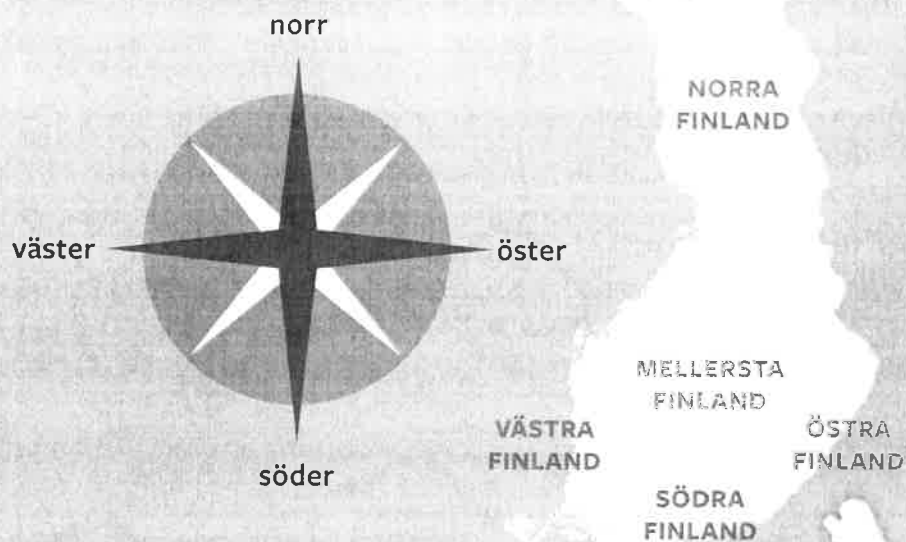 norr
väster
öster
söder
NORRA
FINLAND
MELLERSTA
FINLAND
VÄSTRA
FINLAND
ÖSTRA
FINLAND
SÖDRA
FINLAND